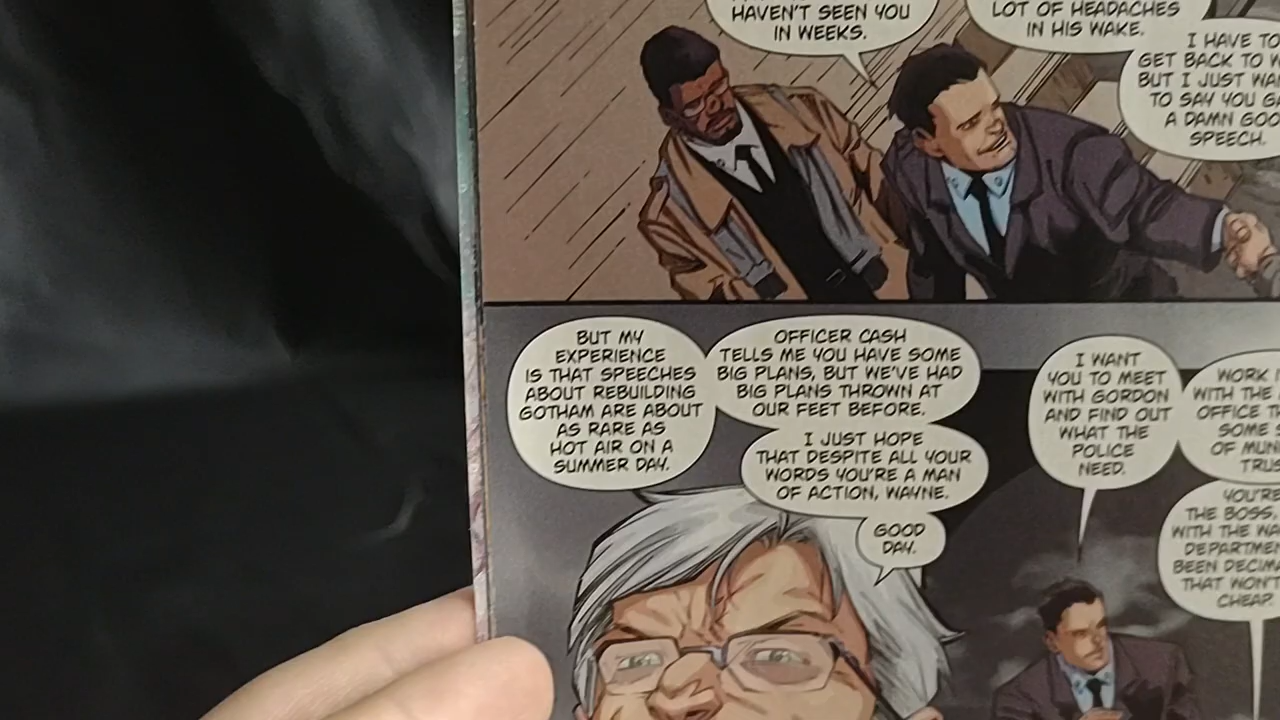 HAVEN'T SEEN YOU
IN WEEKS.
LOT OF HEADACHES
IN HIS WAKE.
I HAVE TO
GET BACK TO
BUT I JUST
TO SAY YOU
A DAMN
SPEECH.
BUT MY
EXPERIENCE
IS THAT SPEECHES
ABOUT REBUILDING
GOTHAM ARE ABOUT
AS RARE AS
HOT AIR ON A
SUMMER DAY.
OFFICER CASH
TELLS ME YOU HAVE SOME
BIG PLANS, BUT WE'VE HAD
BIG PLANS THROWN AT
OUR FEET BEFORE.
I JUST HOPE
THAT DESPITE ALL YOUR
WORDS YOU'RE A MAN
OF ACTION, WAYNE.
GOOD
DAY.
I WANT
YOU TO MEET
WITH GORDON
AND FIND OUT
WHAT THE
POLICE
NEED.
WORK
WITH THE
OFFICE
SOME
OF
YOU'RE
THE BOSS,
WITH THE
BEEN
THAT WON'T
CHEAP.